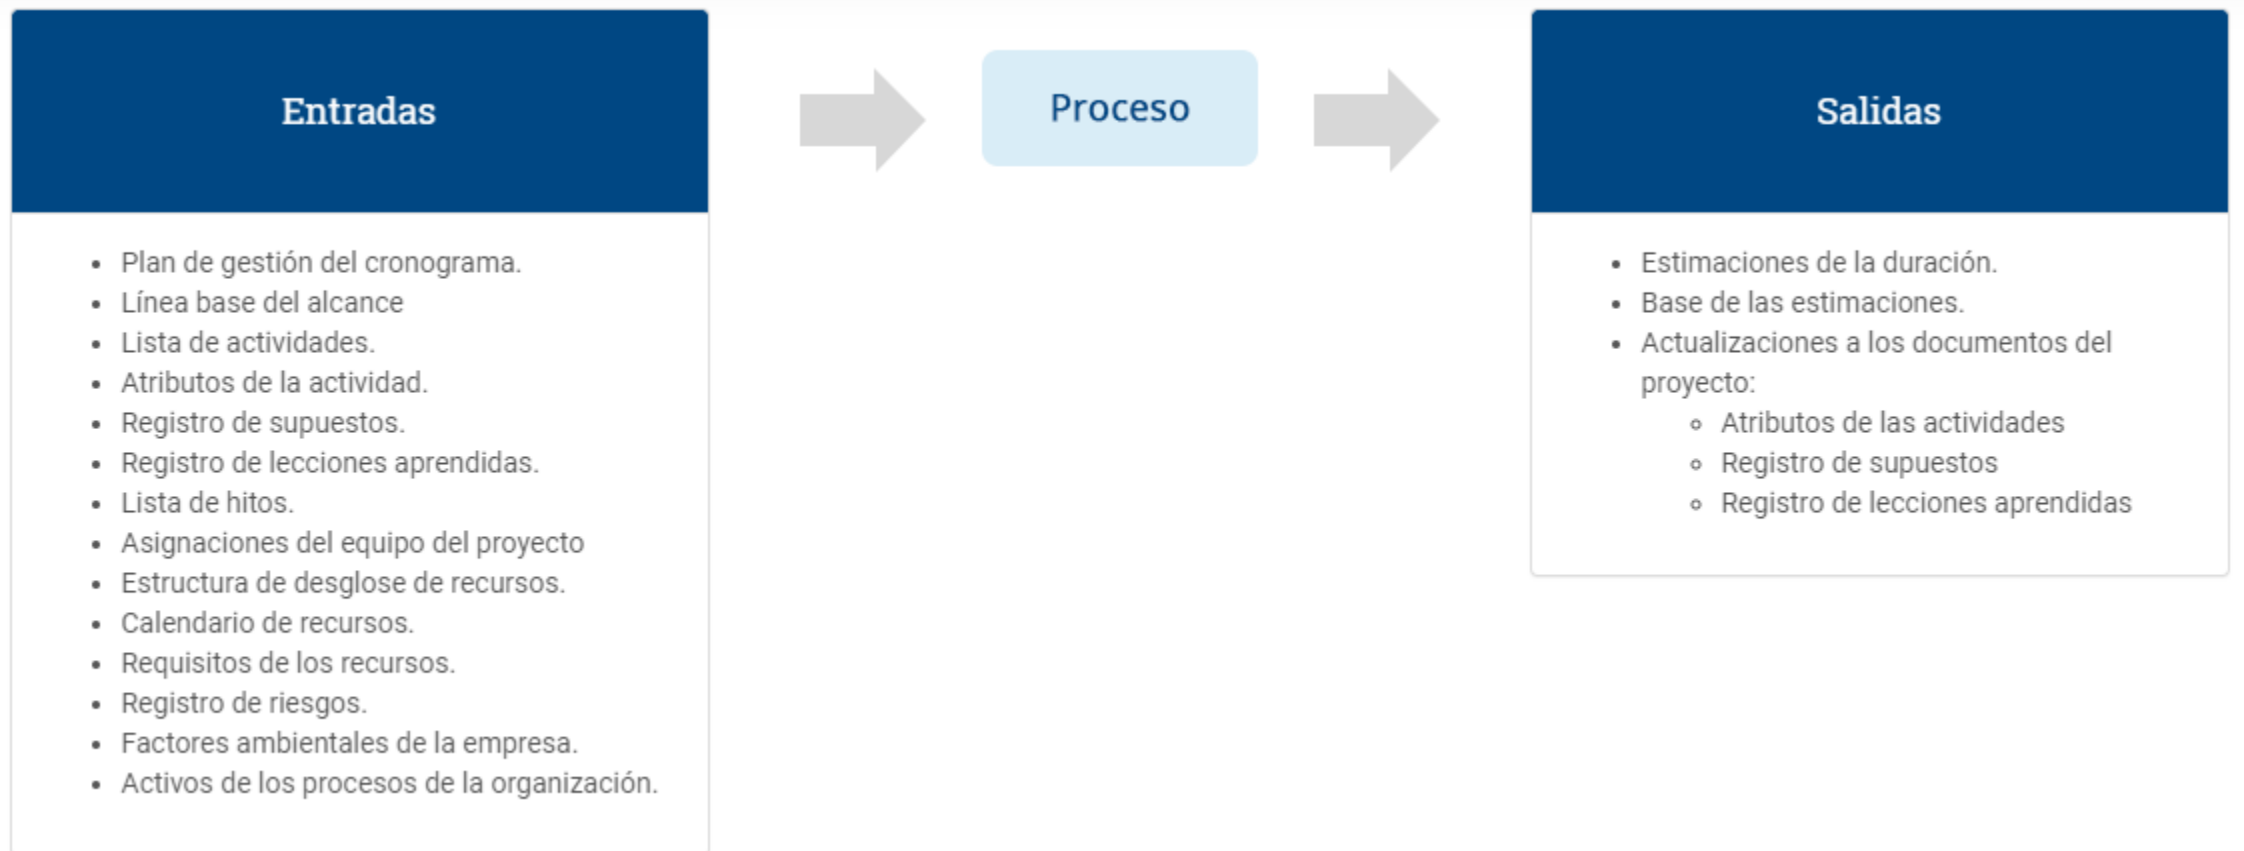 Entradas
Proceso
Salidas
• Plan de gestión del cronograma.
• Línea base del alcance
• Lista de actividades.
• Atributos de la actividad.
• Registro de supuestos.
• Registro de lecciones aprendidas.
• Lista de hitos.
• Asignaciones del equipo del proyecto
• Estructura de desglose de recursos.
• Calendario de recursos.
• Requisitos de los recursos.
• Registro de riesgos.
• Factores ambientales de la empresa.
• Activos de los procesos de la organización.
• Estimaciones de la duración.
• Base de las estimaciones.
• Actualizaciones a los documentos del
proyecto:
◦ Atributos de las actividades
◦ Registro de supuestos
◦ Registro de lecciones aprendidas